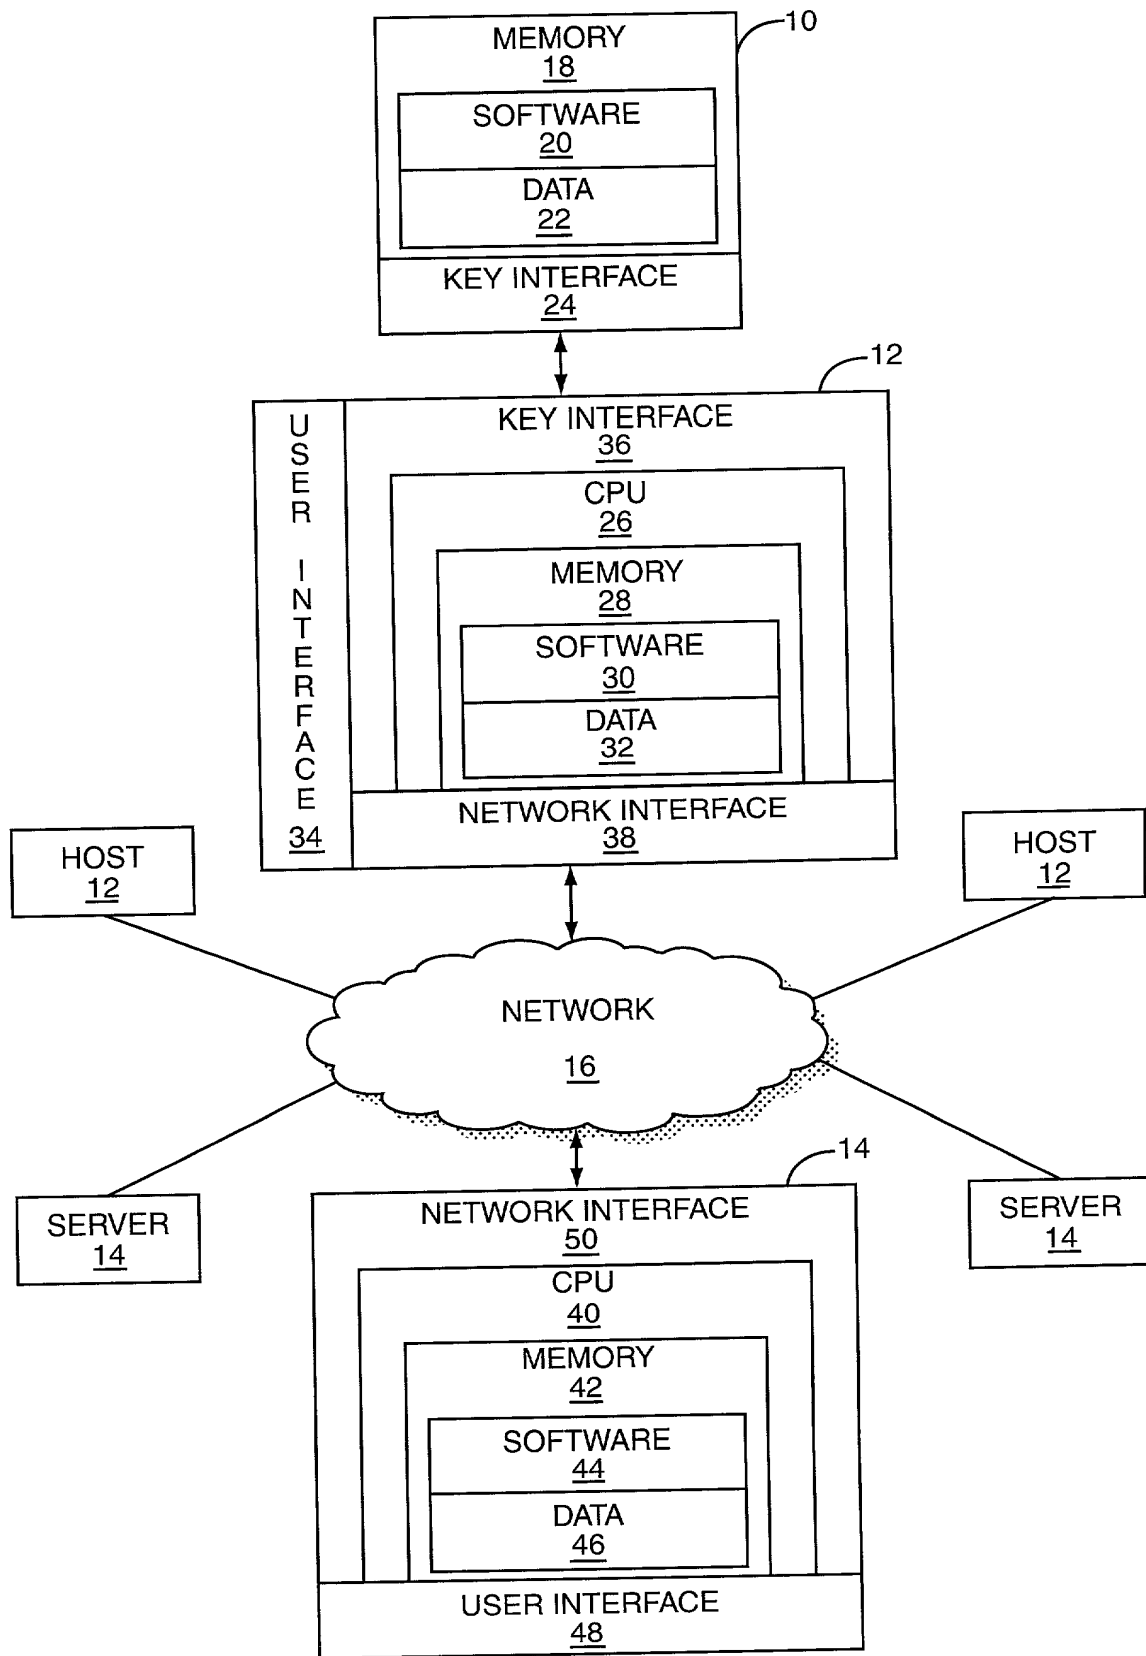 10
MEMORY
18
SOFTWARE
20
DATA
22
KEY INTERFACE
24
12
USER INTERFACE
34
KEY INTERFACE
36
CPU
26
MEMORY
28
SOFTWARE
30
DATA
32
NETWORK INTERFACE
38
HOST
12
HOST
12
NETWORK
16
SERVER
14
SERVER
14
14
NETWORK INTERFACE
50
CPU
40
MEMORY
42
SOFTWARE
44
DATA
46
USER INTERFACE
48